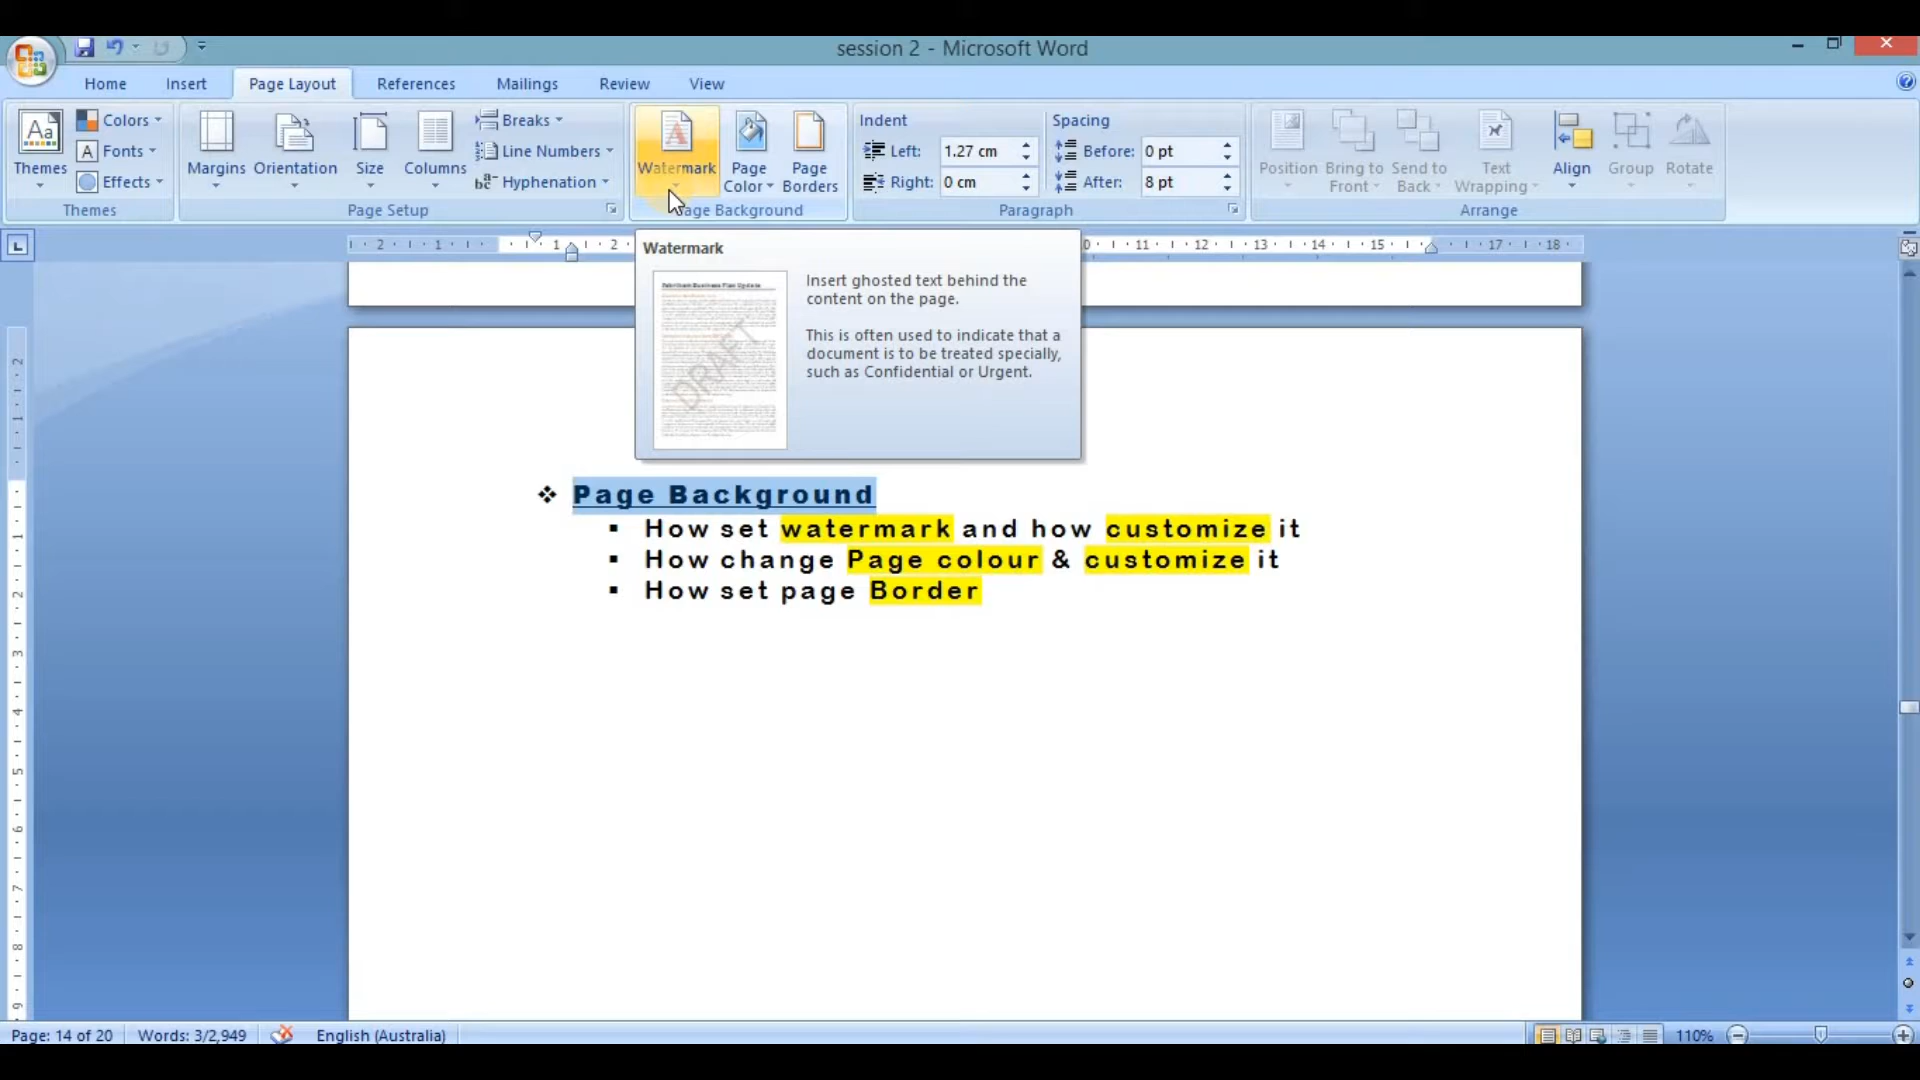 session 2 - Microsoft Word
Home Insert Page Layout References Mailings Review View
Themes
Colors
Fonts
Effects
Themes
Margins Orientation Size Columns
Breaks
Line Numbers
Hyphenation
Page Setup
Watermark Page Color Page Borders
Page Background
Indent
Left: 1.27 cm
Right: 0 cm
Spacing
Before: 0 pt
After: 8 pt
Paragraph
Position Bring to Front Send to Back Text Wrapping Align Group Rotate
Arrange
Watermark
Fabrikam Business Plan Update
DRAFT
Insert ghosted text behind the
content on the page.
This is often used to indicate that a
document is to be treated specially,
such as Confidential or Urgent.
Page Background
How set watermark and how customize it
How change Page colour & customize it
How set page Border
Page: 14 of 20 Words: 3/2,949 English (Australia) 110%